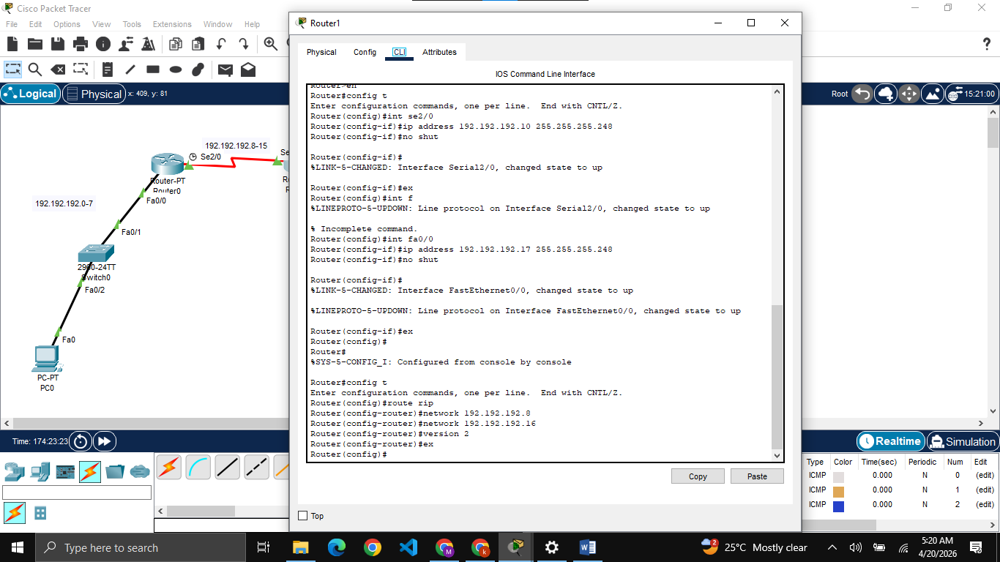 Cisco Packet Tracer
File Edit Options View Tools Extensions Window Help
Logical Physical x: 409, y: 81
Root 15:21:00
192.192.192.8-15
Se2/0
Se
Router-PT
Router0
Fa0/0
192.192.192.0-7
Fa0/1
2960-24TT
Switch0
Fa0/2
Fa0
PC-PT
PC0
Router1
Physical Config CLI Attributes
IOS Command Line Interface
Router>en
Router#config t
Enter configuration commands, one per line. End with CNTL/Z.
Router(config)#int se2/0
Router(config-if)#ip address 192.192.192.10 255.255.255.248
Router(config-if)#no shut
Router(config-if)#
%LINK-5-CHANGED: Interface Serial2/0, changed state to up
Router(config-if)#ex
Router(config)#int f
%LINEPROTO-5-UPDOWN: Line protocol on Interface Serial2/0, changed state to up
% Incomplete command.
Router(config)#int fa0/0
Router(config-if)#ip address 192.192.192.17 255.255.255.248
Router(config-if)#no shut
Router(config-if)#
%LINK-5-CHANGED: Interface FastEthernet0/0, changed state to up
%LINEPROTO-5-UPDOWN: Line protocol on Interface FastEthernet0/0, changed state to up
Router(config-if)#ex
Router(config)#
Router#
%SYS-5-CONFIG_I: Configured from console by console
Router#config t
Enter configuration commands, one per line. End with CNTL/Z.
Router(config)#route rip
Router(config-router)#network 192.192.192.8
Router(config-router)#network 192.192.192.16
Router(config-router)#version 2
Router(config-router)#ex
Router(config)#
Copy Paste
Top
Time: 174:23:23
Realtime Simulation
Type Color Time(sec) Periodic Num Edit
ICMP 0.000 N 0 (edit)
ICMP 0.000 N 1 (edit)
ICMP 0.000 N 2 (edit)
Type here to search
2
25°C Mostly clear
5:20 AM
4/20/2026